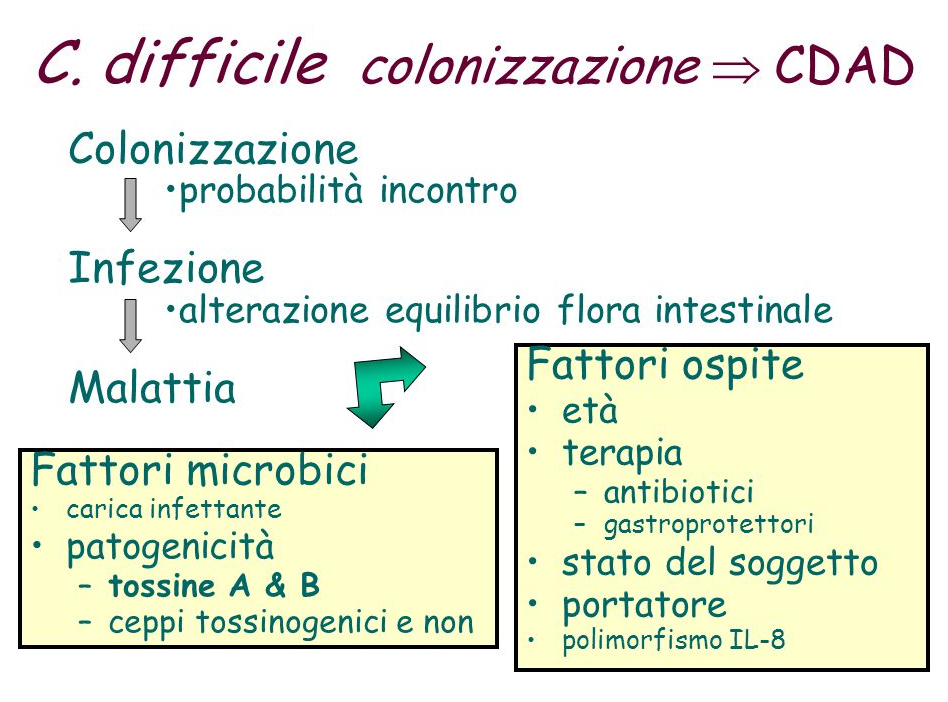 C. difficile colonizzazione ⇒ CDAD
Colonizzazione
•probabilità incontro
Infezione
•alterazione equilibrio flora intestinale
Malattia
Fattori microbici
• carica infettante
• patogenicità
– tossine A & B
– ceppi tossinogenici e non
Fattori ospite
• età
• terapia
– antibiotici
– gastroprotettori
• stato del soggetto
• portatore
• polimorfismo IL-8